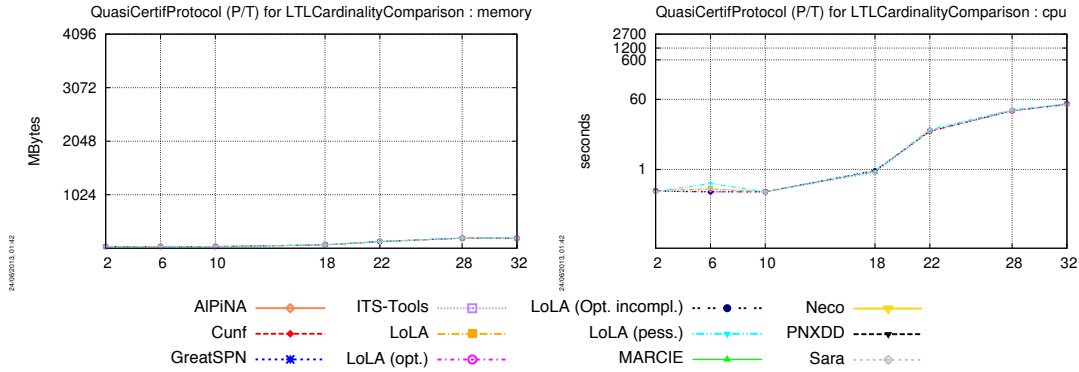 QuasiCertifProtocol (P/T) for LTLCardinalityComparison : memory
4096
3072
2048
1024
MBytes
2 6 10 18 22 28 32
24/06/2013, 01:42
QuasiCertifProtocol (P/T) for LTLCardinalityComparison : cpu
2700
1200
600
60
1
seconds
2 6 10 18 22 28 32
24/06/2013, 01:42
AlPiNA
Cunf
GreatSPN
ITS-Tools
LoLA
LoLA (opt.)
LoLA (Opt. incompl.)
LoLA (pess.)
MARCIE
Neco
PNXDD
Sara